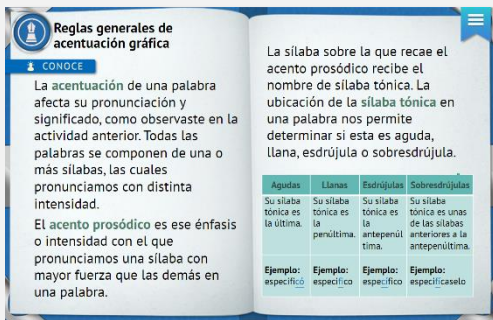 Reglas generales de
acentuación gráfica
CONOCE
La acentuación de una palabra
afecta su pronunciación y
significado, como observaste en la
actividad anterior. Todas las
palabras se componen de una o
más sílabas, las cuales
pronunciamos con distinta
intensidad.
El acento prosódico es ese énfasis
o intensidad con el que
pronunciamos una sílaba con
mayor fuerza que las demás en
una palabra.
La sílaba sobre la que recae el
acento prosódico recibe el
nombre de sílaba tónica. La
ubicación de la sílaba tónica en
una palabra nos permite
determinar si esta es aguda,
llana, esdrújula o sobresdrújula.
Agudas Llanas Esdrújulas Sobresdrújulas
Su sílaba
tónica es
la última.
Ejemplo:
especificó
Su sílaba
tónica es
la
penúltima.
Ejemplo:
especifico
Su sílaba
tónica es
la
antepenúl
tima.
Ejemplo:
específico
Su sílaba
tónica es unas
de las sílabas
anteriores a la
antepenúltima.
Ejemplo:
especifícaselo